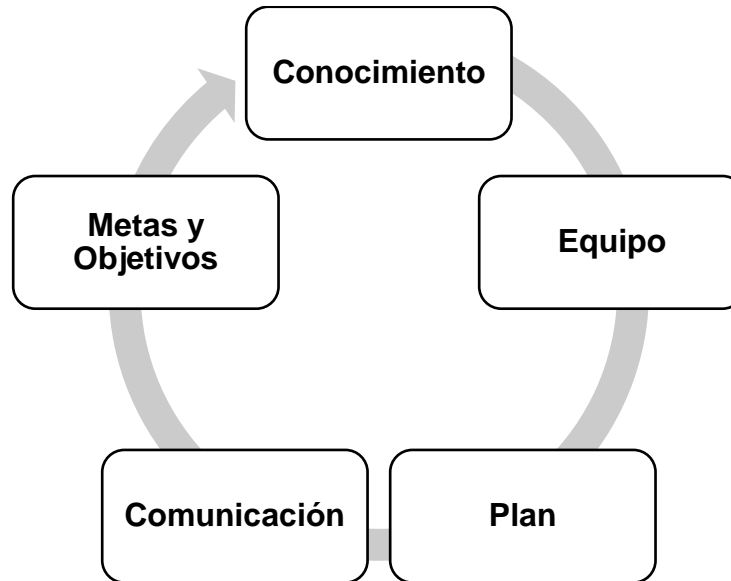 Conocimiento
Equipo
Plan
Comunicación
Metas y
Objetivos